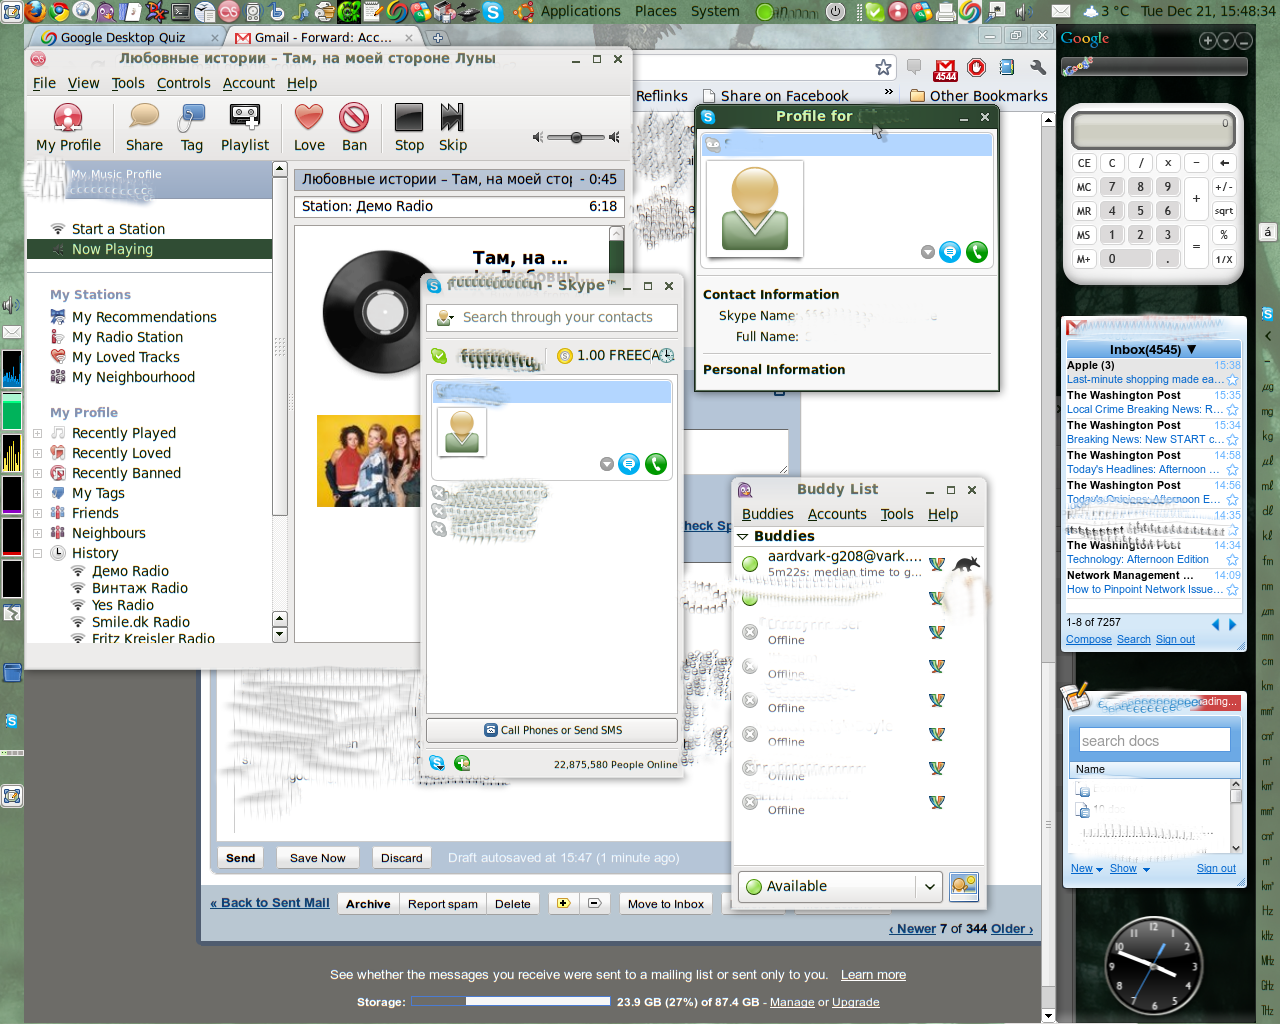 Applications Places System
3 °C Tue Dec 21, 15:48:34
Google Desktop Quiz
Gmail - Forward: Acc...
Google
Любовные истории – Там, на моей стороне Луны
File View Tools Controls Account Help
4544
Reflinks Share on Facebook » Other Bookmarks
My Profile Share Tag Playlist Love Ban Stop Skip
My Music Profile
Любовные истории – Там, на моей стор - 0:45
Station: Демо Radio 6:18
Start a Station
Now Playing
Там, на ...
My Stations
My Recommendations
My Radio Station
My Loved Tracks
My Neighbourhood
My Profile
Recently Played
Recently Loved
Recently Banned
My Tags
Friends
Neighbours
History
Демо Radio
Винтаж Radio
Yes Radio
Smile.dk Radio
Fritz Kreisler Radio
- Skype™
Search through your contacts
1.00 FREECA
Call Phones or Send SMS
22,875,580 People Online
Profile for
Contact Information
Skype Name:
Full Name:
Personal Information
heck Sp
Buddy List
Buddies Accounts Tools Help
Buddies
aardvark-g208@vark....
5m22s: median time to g...
Offline
Offline
Offline
Offline
Offline
Offline
Available
0
CE C / x − ←
MC 7 8 9 + +/-
MR 4 5 6 sqrt
MS 1 2 3 = %
M+ 0 . 1/X
á
Inbox(4545) ▼
Apple (3) 15:38
Last-minute shopping made ea...
The Washington Post 15:35
Local Crime Breaking News: R...
The Washington Post 15:34
Breaking News: New START c...
The Washington Post 14:58
Today's Headlines: Afternoon ...
The Washington Post 14:56
Today's Opinions: Afternoon E...
14:35
The Washington Post 14:34
Technology: Afternoon Edition
Network Management ... 14:09
How to Pinpoint Network Issue...
1-8 of 7257
Compose Search Sign out
ading...
search docs
Name
New Show Sign out
12 1 2 3 4 5 6 7 8 9 10 11
µg
mg
kg
µl
ml
dl
kl
fm
nm
µm
mm
cm
km
mm²
cm²
m²
km²
mm³
cm³
m³
km³
Hz
kHz
MHz
GHz
THz
Send Save Now Discard Draft autosaved at 15:47 (1 minute ago)
« Back to Sent Mail Archive Report spam Delete Move to Inbox
‹ Newer 7 of 344 Older ›
See whether the messages you receive were sent to a mailing list or sent only to you. Learn more
Storage: 23.9 GB (27%) of 87.4 GB - Manage or Upgrade